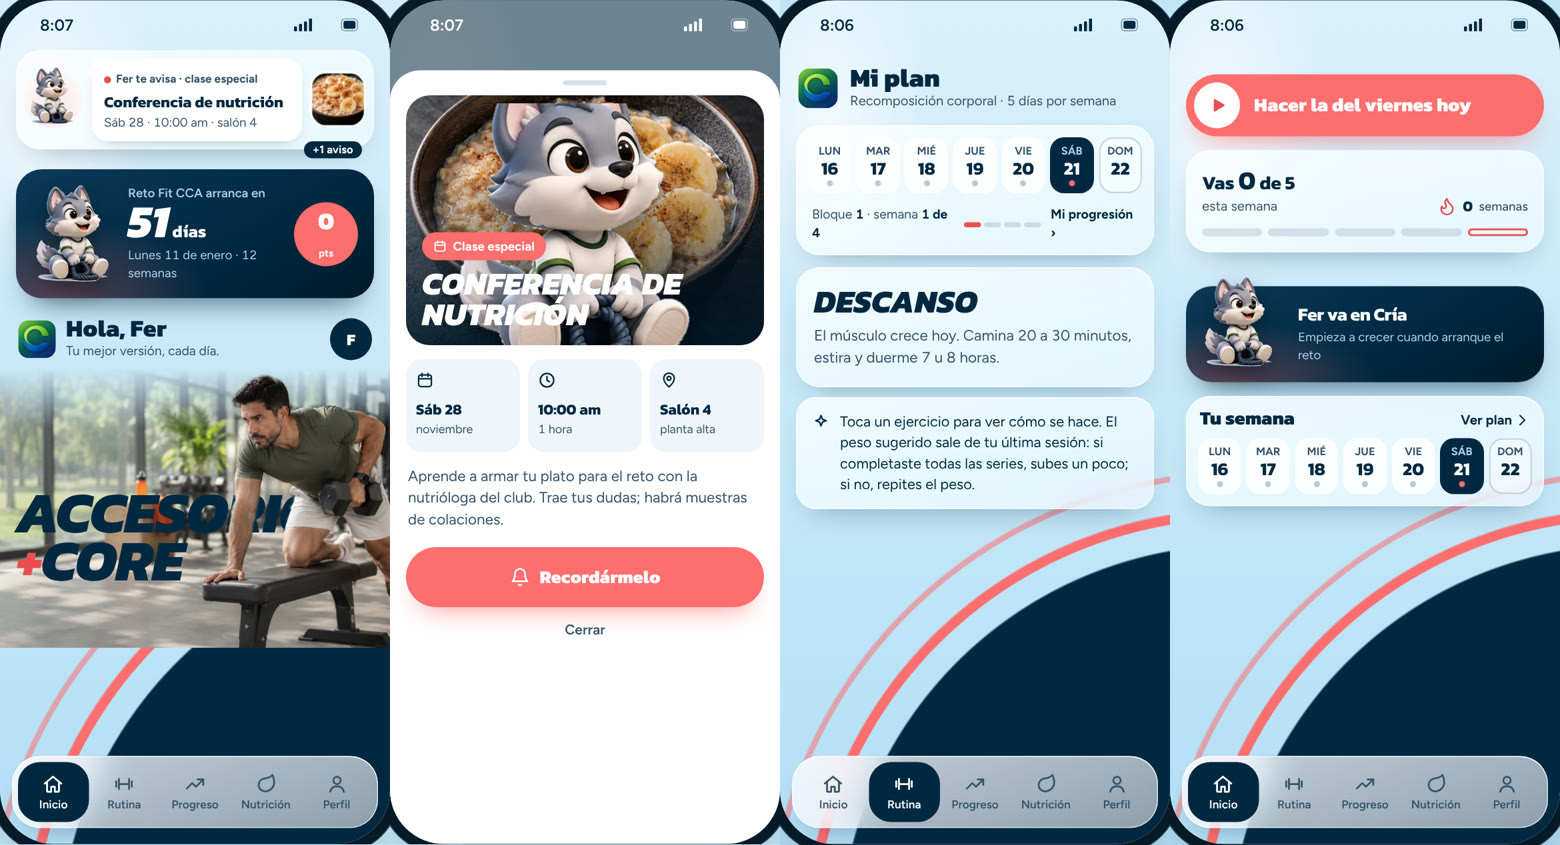 8:07
Fer te avisa · clase especial
Conferencia de nutrición
Sáb 28 · 10:00 am · salón 4
+1 aviso
Reto Fit CCA arranca en
51 días
Lunes 11 de enero · 12
semanas
0
pts
Hola, Fer
Tu mejor versión, cada día.
F
+CORE
Inicio
Rutina
Progreso
Nutrición
Perfil
8:07
Clase especial
CONFERENCIA DE
NUTRICIÓN
Sáb 28
noviembre
10:00 am
1 hora
Salón 4
planta alta
Aprende a armar tu plato para el reto con la
nutrióloga del club. Trae tus dudas; habrá muestras
de colaciones.
Recordármelo
Cerrar
8:06
Mi plan
Recomposición corporal · 5 días por semana
LUN
16
MAR
17
MIÉ
18
JUE
19
VIE
20
SÁB
21
DOM
22
Bloque 1 · semana 1 de
4
Mi progresión
›
DESCANSO
El músculo crece hoy. Camina 20 a 30 minutos,
estira y duerme 7 u 8 horas.
Toca un ejercicio para ver cómo se hace. El
peso sugerido sale de tu última sesión: si
completaste todas las series, subes un poco;
si no, repites el peso.
Inicio
Rutina
Progreso
Nutrición
Perfil
8:06
Hacer la del viernes hoy
Vas 0 de 5
esta semana
0 semanas
Fer va en Cría
Empieza a crecer cuando arranque el
reto
Tu semana
Ver plan >
LUN
16
MAR
17
MIÉ
18
JUE
19
VIE
20
SÁB
21
DOM
22
Inicio
Rutina
Progreso
Nutrición
Perfil